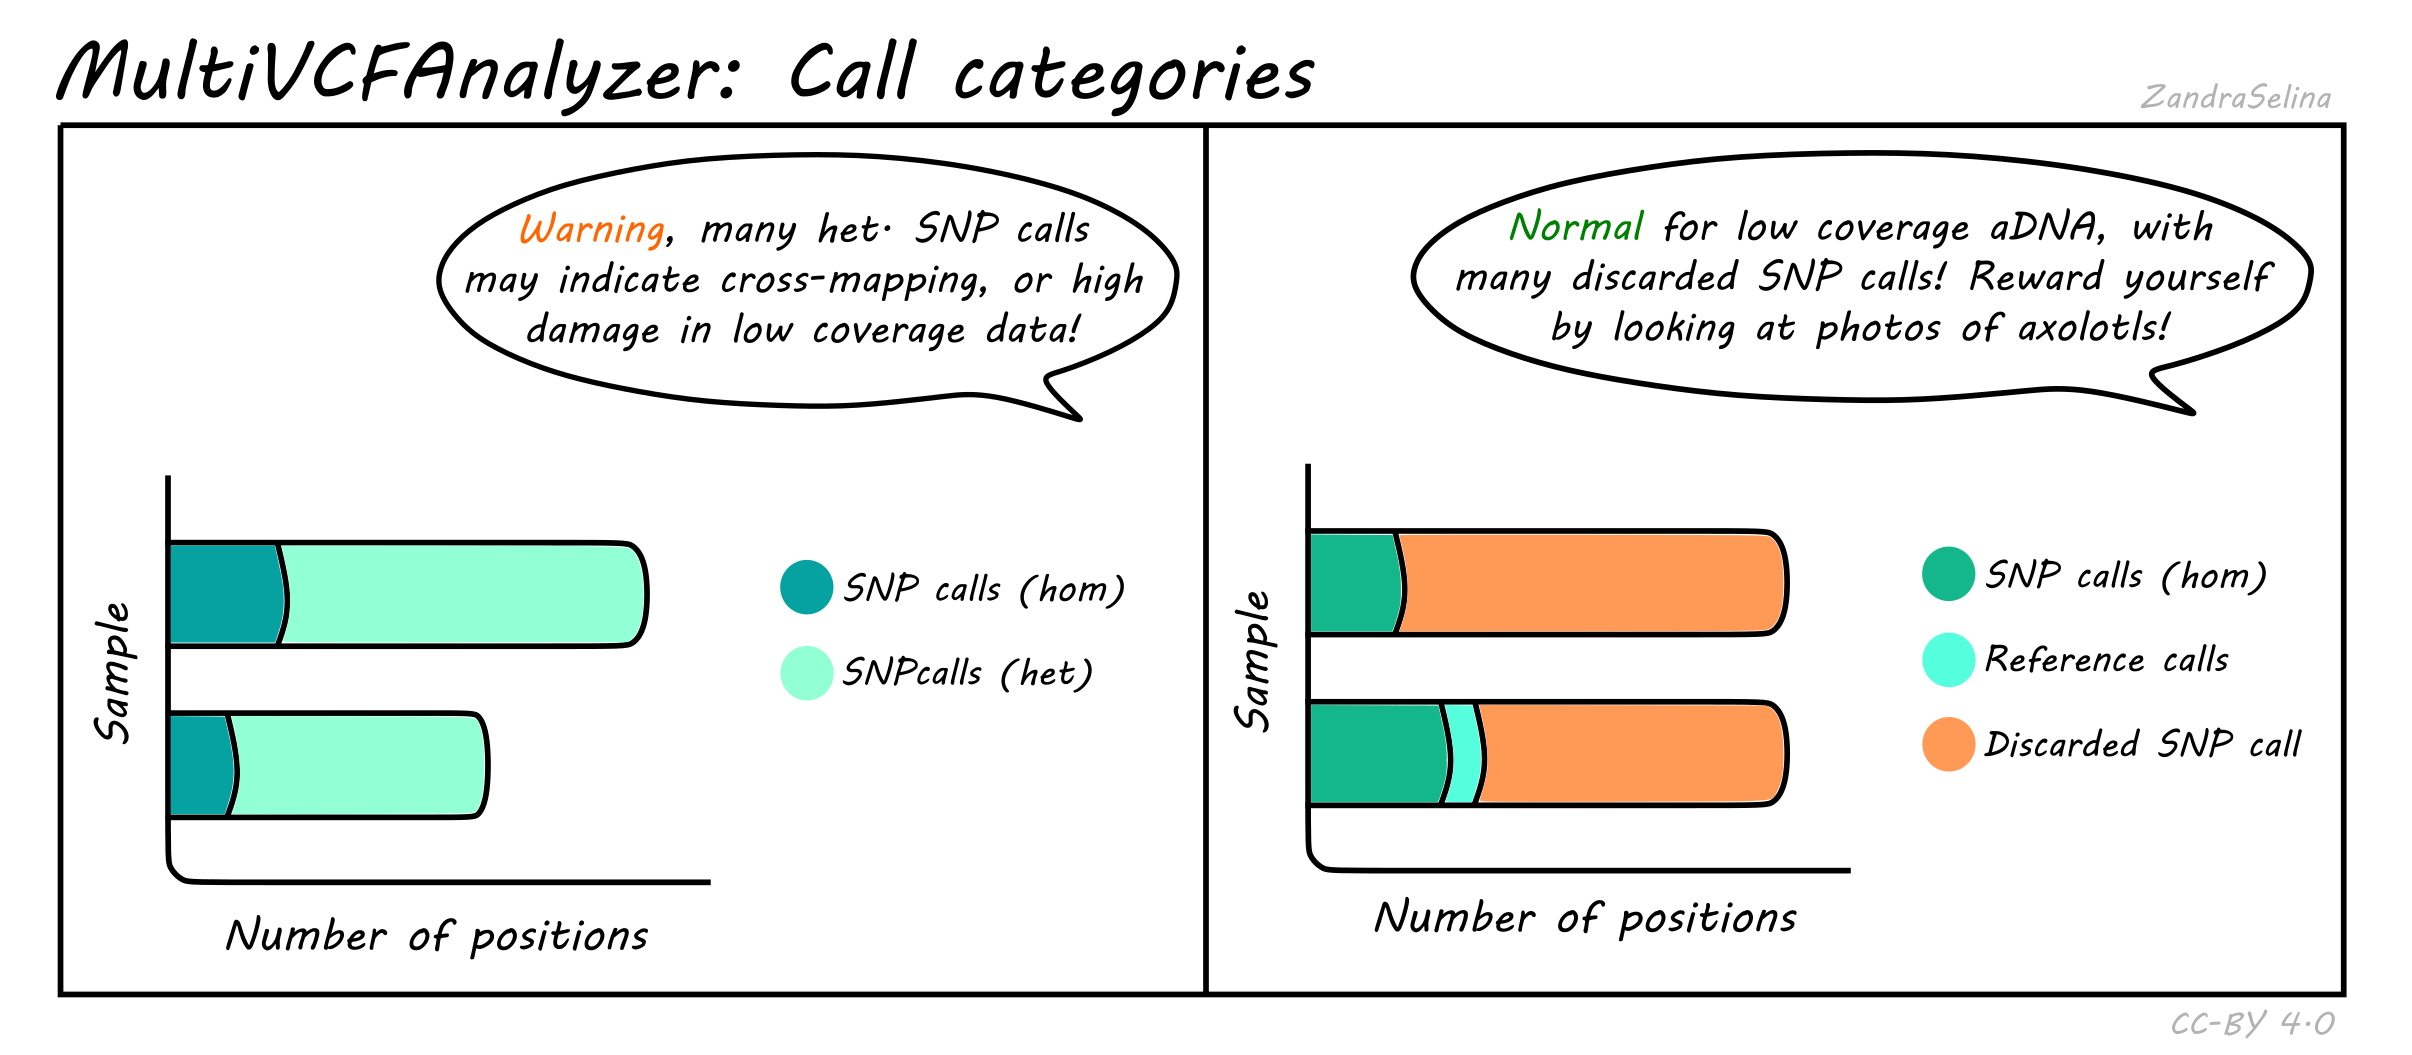 MultiVCFAnalyzer: Call categories
ZandraSelina
Warning, many het. SNP calls
may indicate cross-mapping, or high
damage in low coverage data!
Sample
SNP calls (hom)
SNPcalls (het)
Number of positions
Normal for low coverage aDNA, with
many discarded SNP calls! Reward yourself
by looking at photos of axolotls!
Sample
SNP calls (hom)
Reference calls
Discarded SNP call
Number of positions
CC-BY 4.0